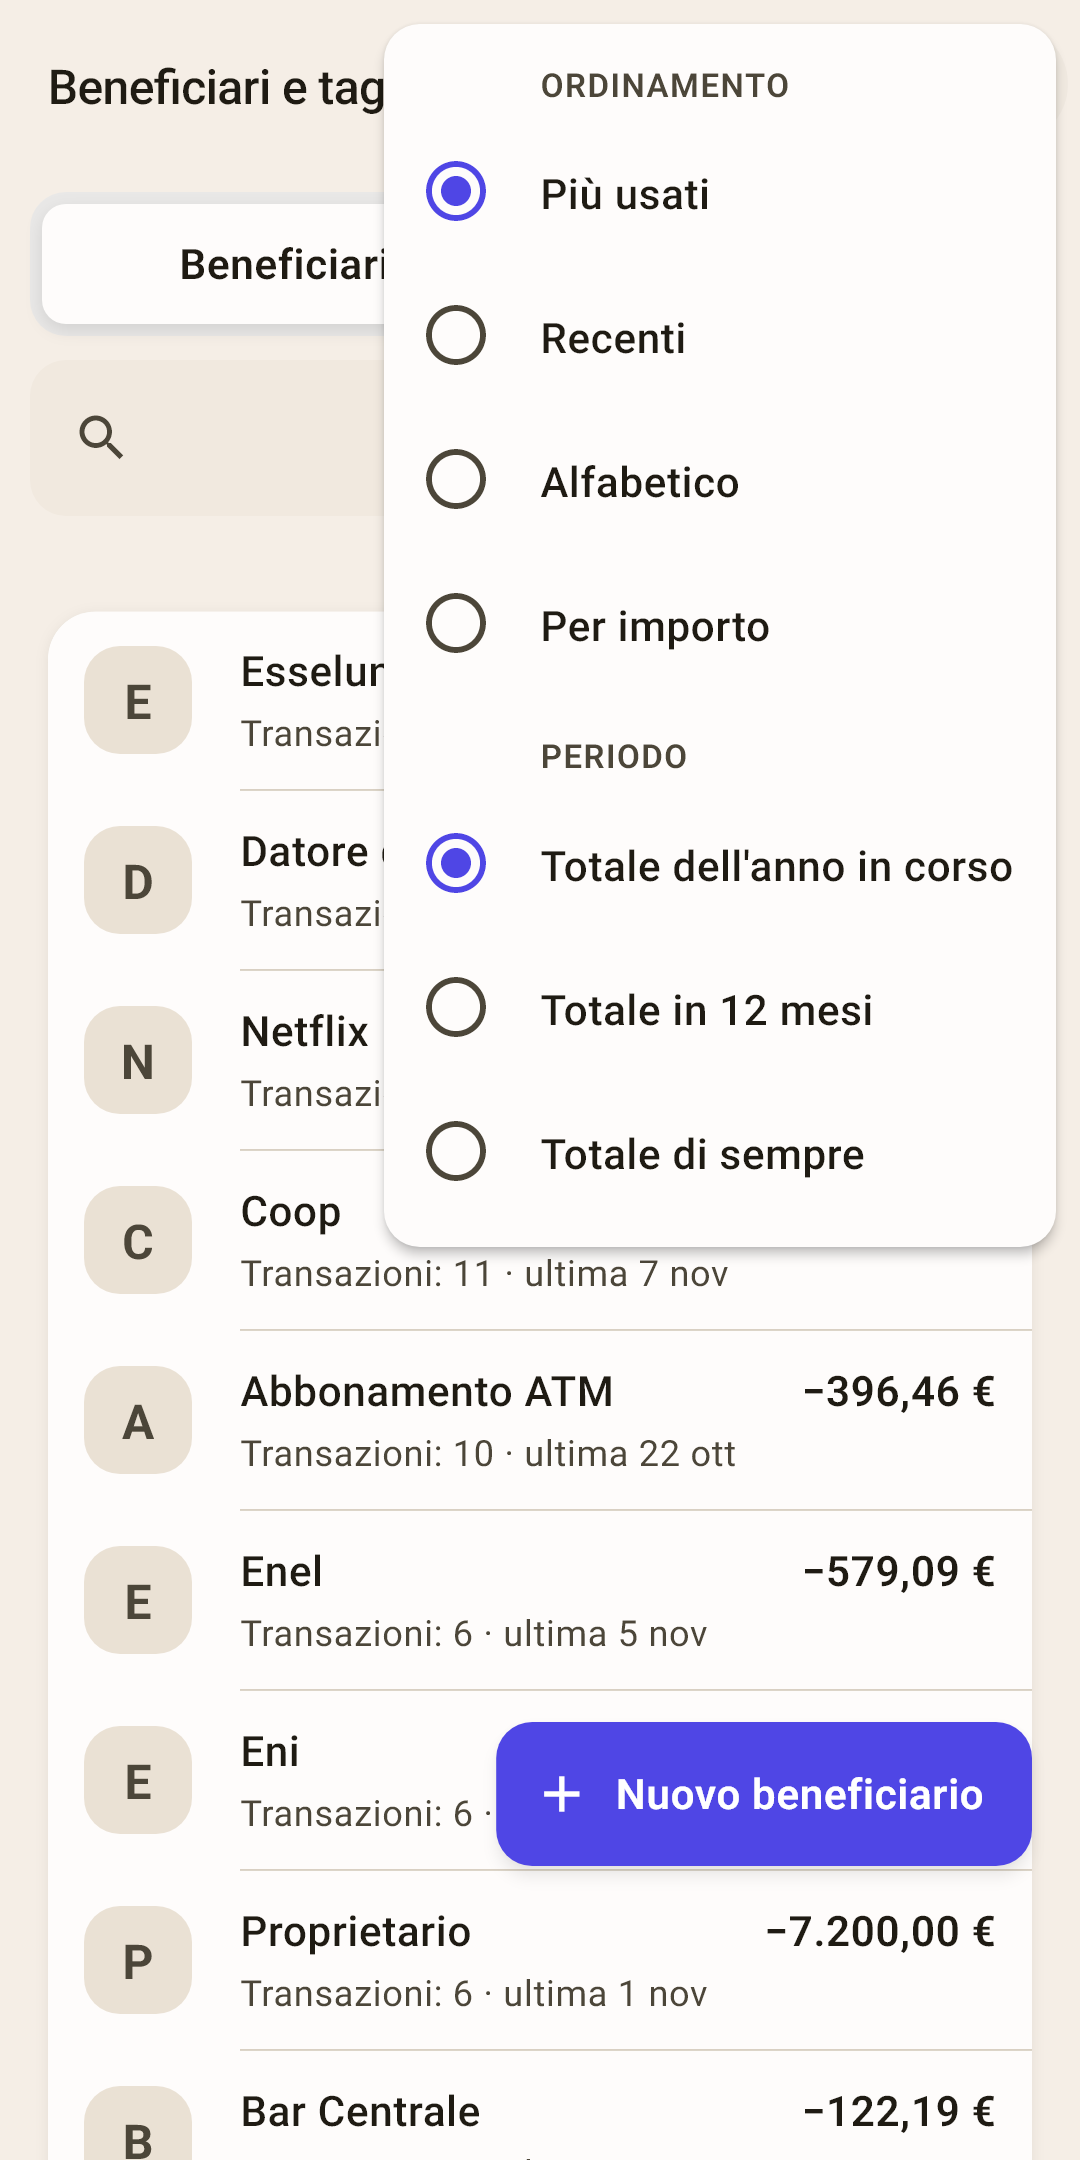 Beneficiari e tag
ORDINAMENTO
Più usati
Recenti
Alfabetico
Per importo
PERIODO
Totale dell'anno in corso
Totale in 12 mesi
Totale di sempre
Beneficiari
E
Esselun
Transazi
D
Datore
Transazi
N
Netflix
Transazi
C
Coop
Transazioni: 11 · ultima 7 nov
A
Abbonamento ATM −396,46 €
Transazioni: 10 · ultima 22 ott
E
Enel −579,09 €
Transazioni: 6 · ultima 5 nov
E
Eni
Transazioni: 6 ·
Nuovo beneficiario
P
Proprietario −7.200,00 €
Transazioni: 6 · ultima 1 nov
B
Bar Centrale −122,19 €